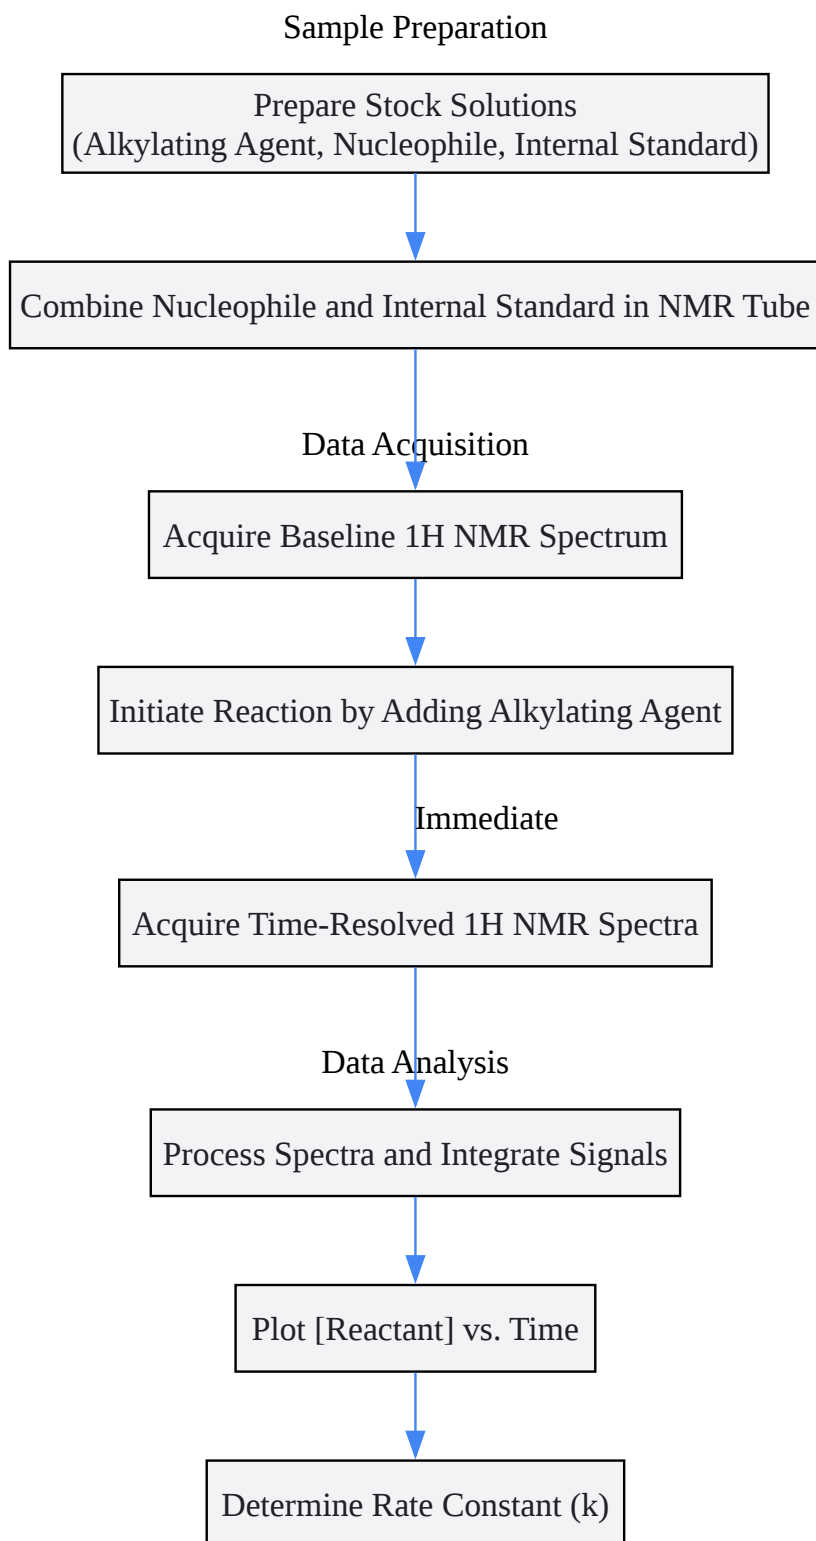 Sample Preparation
Prepare Stock Solutions
(Alkylating Agent, Nucleophile, Internal Standard)
Combine Nucleophile and Internal Standard in NMR Tube
Data Acquisition
Acquire Baseline 1H NMR Spectrum
Initiate Reaction by Adding Alkylating Agent
Immediate
Acquire Time-Resolved 1H NMR Spectra
Data Analysis
Process Spectra and Integrate Signals
Plot [Reactant] vs. Time
Determine Rate Constant (k)